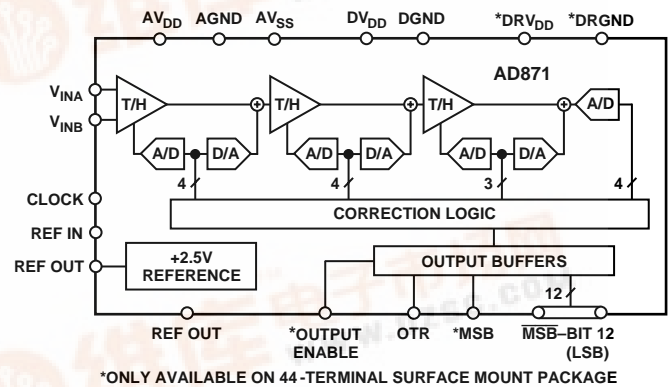 AVDD AGND AVSS DVDD DGND *DRVDD *DRGND
AD871
VINA
VINB
T/H T/H T/H A/D
A/D D/A A/D D/A A/D D/A
4 4 3 4
CLOCK
CORRECTION LOGIC
REF IN
REF OUT
+2.5V
REFERENCE
OUTPUT BUFFERS
12
REF OUT *OUTPUT
ENABLE OTR *MSB MSB–BIT 12
(LSB)
*ONLY AVAILABLE ON 44-TERMINAL SURFACE MOUNT PACKAGE